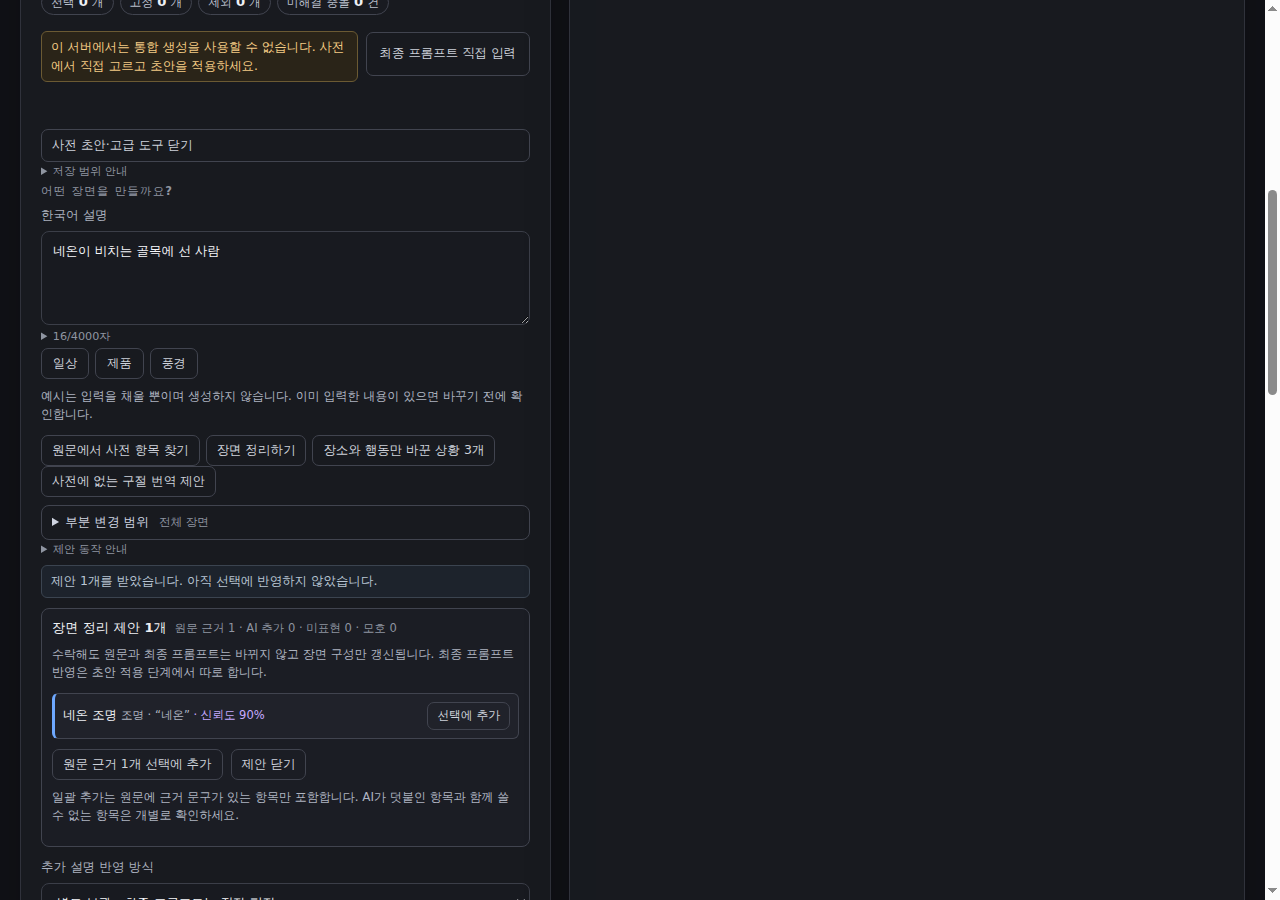 선택 0 개 고정 0 개 제외 0 개 미해결 충돌 0 건
이 서버에서는 통합 생성을 사용할 수 없습니다. 사전
에서 직접 고르고 초안을 적용하세요.
최종 프롬프트 직접 입력
사전 초안·고급 도구 닫기
▶ 저장 범위 안내
어떤 장면을 만들까요?
한국어 설명
네온이 비치는 골목에 선 사람
▶ 16/4000자
일상 제품 풍경
예시는 입력을 채울 뿐이며 생성하지 않습니다. 이미 입력한 내용이 있으면 바꾸기 전에 확
인합니다.
원문에서 사전 항목 찾기 장면 정리하기 장소와 행동만 바꾼 상황 3개
사전에 없는 구절 번역 제안
▶ 부분 변경 범위 전체 장면
▶ 제안 동작 안내
제안 1개를 받았습니다. 아직 선택에 반영하지 않았습니다.
장면 정리 제안 1개 원문 근거 1 · AI 추가 0 · 미표현 0 · 모호 0
수락해도 원문과 최종 프롬프트는 바뀌지 않고 장면 구성만 갱신됩니다. 최종 프롬프트
반영은 초안 적용 단계에서 따로 합니다.
네온 조명 조명 · “네온” · 신뢰도 90% 선택에 추가
원문 근거 1개 선택에 추가 제안 닫기
일괄 추가는 원문에 근거 문구가 있는 항목만 포함합니다. AI가 덧붙인 항목과 함께 쓸
수 없는 항목은 개별로 확인하세요.
추가 설명 반영 방식